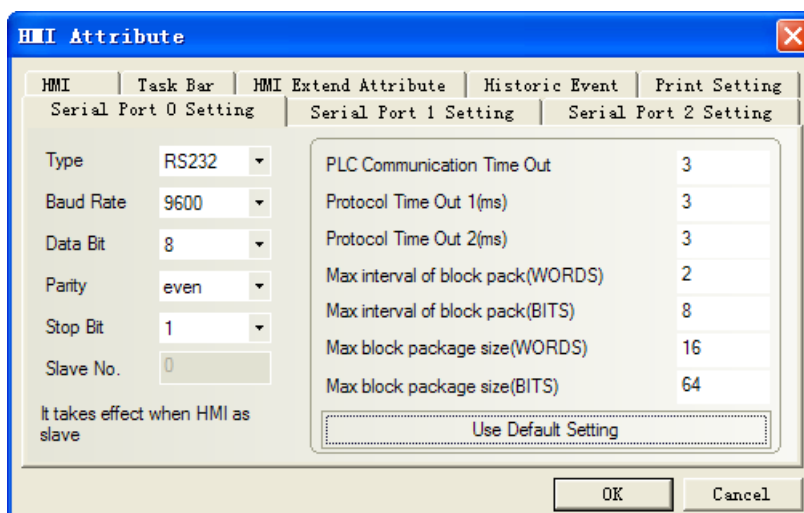 HMI Attribute
HMI Task Bar HMI Extend Attribute Historic Event Print Setting
Serial Port 0 Setting Serial Port 1 Setting Serial Port 2 Setting
Type RS232
Baud Rate 9600
Data Bit 8
Parity even
Stop Bit 1
Slave No. 0
It takes effect when HMI as
slave
PLC Communication Time Out 3
Protocol Time Out 1(ms) 3
Protocol Time Out 2(ms) 3
Max interval of block pack(WORDS) 2
Max interval of block pack(BITS) 8
Max block package size(WORDS) 16
Max block package size(BITS) 64
Use Default Setting
OK Cancel